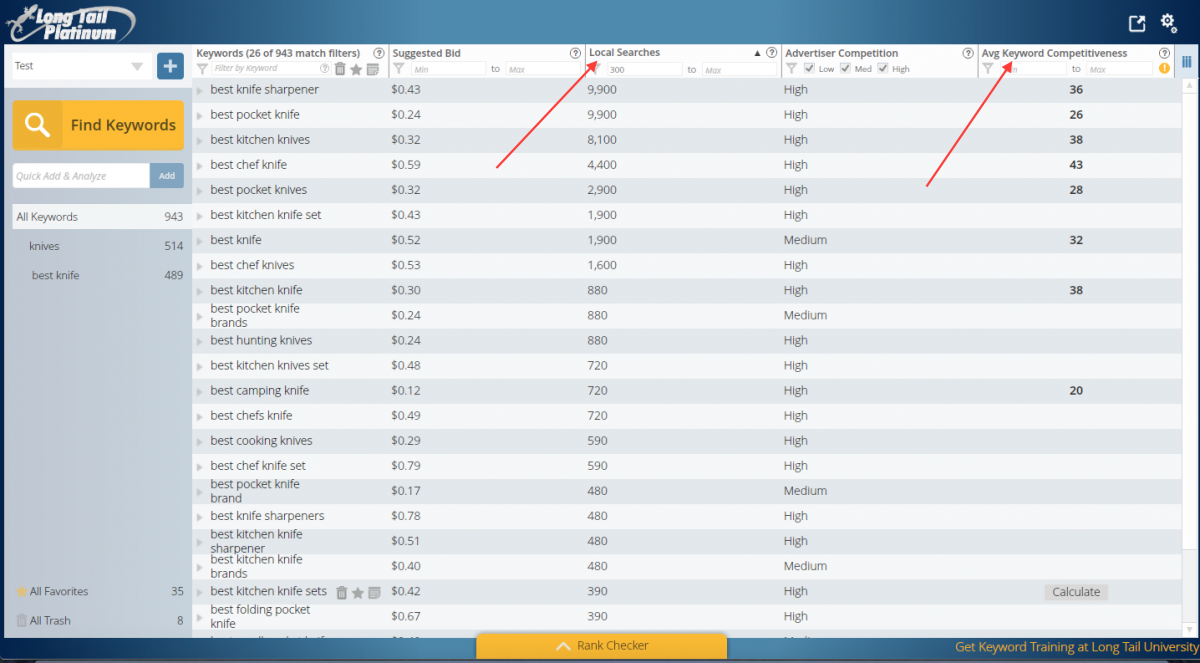 Long Tail
Platinum
Test
Find Keywords
Quick Add & Analyze Add
All Keywords 943
knives 514
best knife 489
All Favorites 35
All Trash 8
Keywords (26 of 943 match filters) Suggested Bid Local Searches Advertiser Competition Avg Keyword Competitiveness
Filter by Keyword Min to Max 300 to Max Low Med High to Max
best knife sharpener $0.43 9,900 High 36
best pocket knife $0.24 9,900 High 26
best kitchen knives $0.32 8,100 High 38
best chef knife $0.59 4,400 High 43
best pocket knives $0.32 2,900 High 28
best kitchen knife set $0.43 1,900 High
best knife $0.52 1,900 Medium 32
best chef knives $0.53 1,600 High
best kitchen knife $0.30 880 High 38
best pocket knife
brands $0.24 880 Medium
best hunting knives $0.24 880 High
best kitchen knives set $0.48 720 High
best camping knife $0.12 720 High 20
best chefs knife $0.49 720 High
best cooking knives $0.29 590 High
best chef knife set $0.79 590 High
best pocket knife
brand $0.17 480 Medium
best knife sharpeners $0.78 480 High
best kitchen knife
sharpener $0.51 480 High
best kitchen knife
brands $0.40 480 Medium
best kitchen knife sets $0.42 390 High Calculate
best folding pocket
knife $0.67 390 High
Rank Checker
Get Keyword Training at Long Tail University